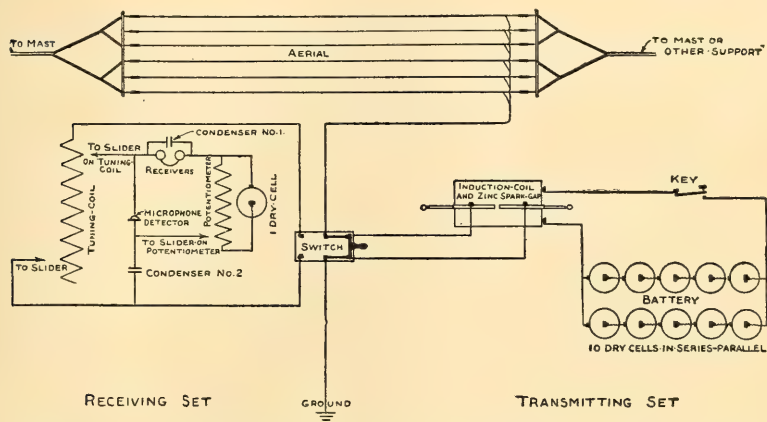 TO MAST
AERIAL
TO MAST OR
OTHER SUPPORT"
CONDENSER NO.1.
TO SLIDER
ON TUNING-
COIL
RECEIVERS
TUNING-COIL
POTENTIOMETER
1 DRY-CELL
MICROPHONE
DETECTOR
TO SLIDER-ON
POTENTIOMETER
TO SLIDER
CONDENSER NO.2
SWITCH
INDUCTION-COIL
AND ZINC SPARK-GAP
KEY
BATTERY
10 DRY CELLS-IN-SERIES-PARALLEL
RECEIVING SET
GROUND
TRANSMITTING SET